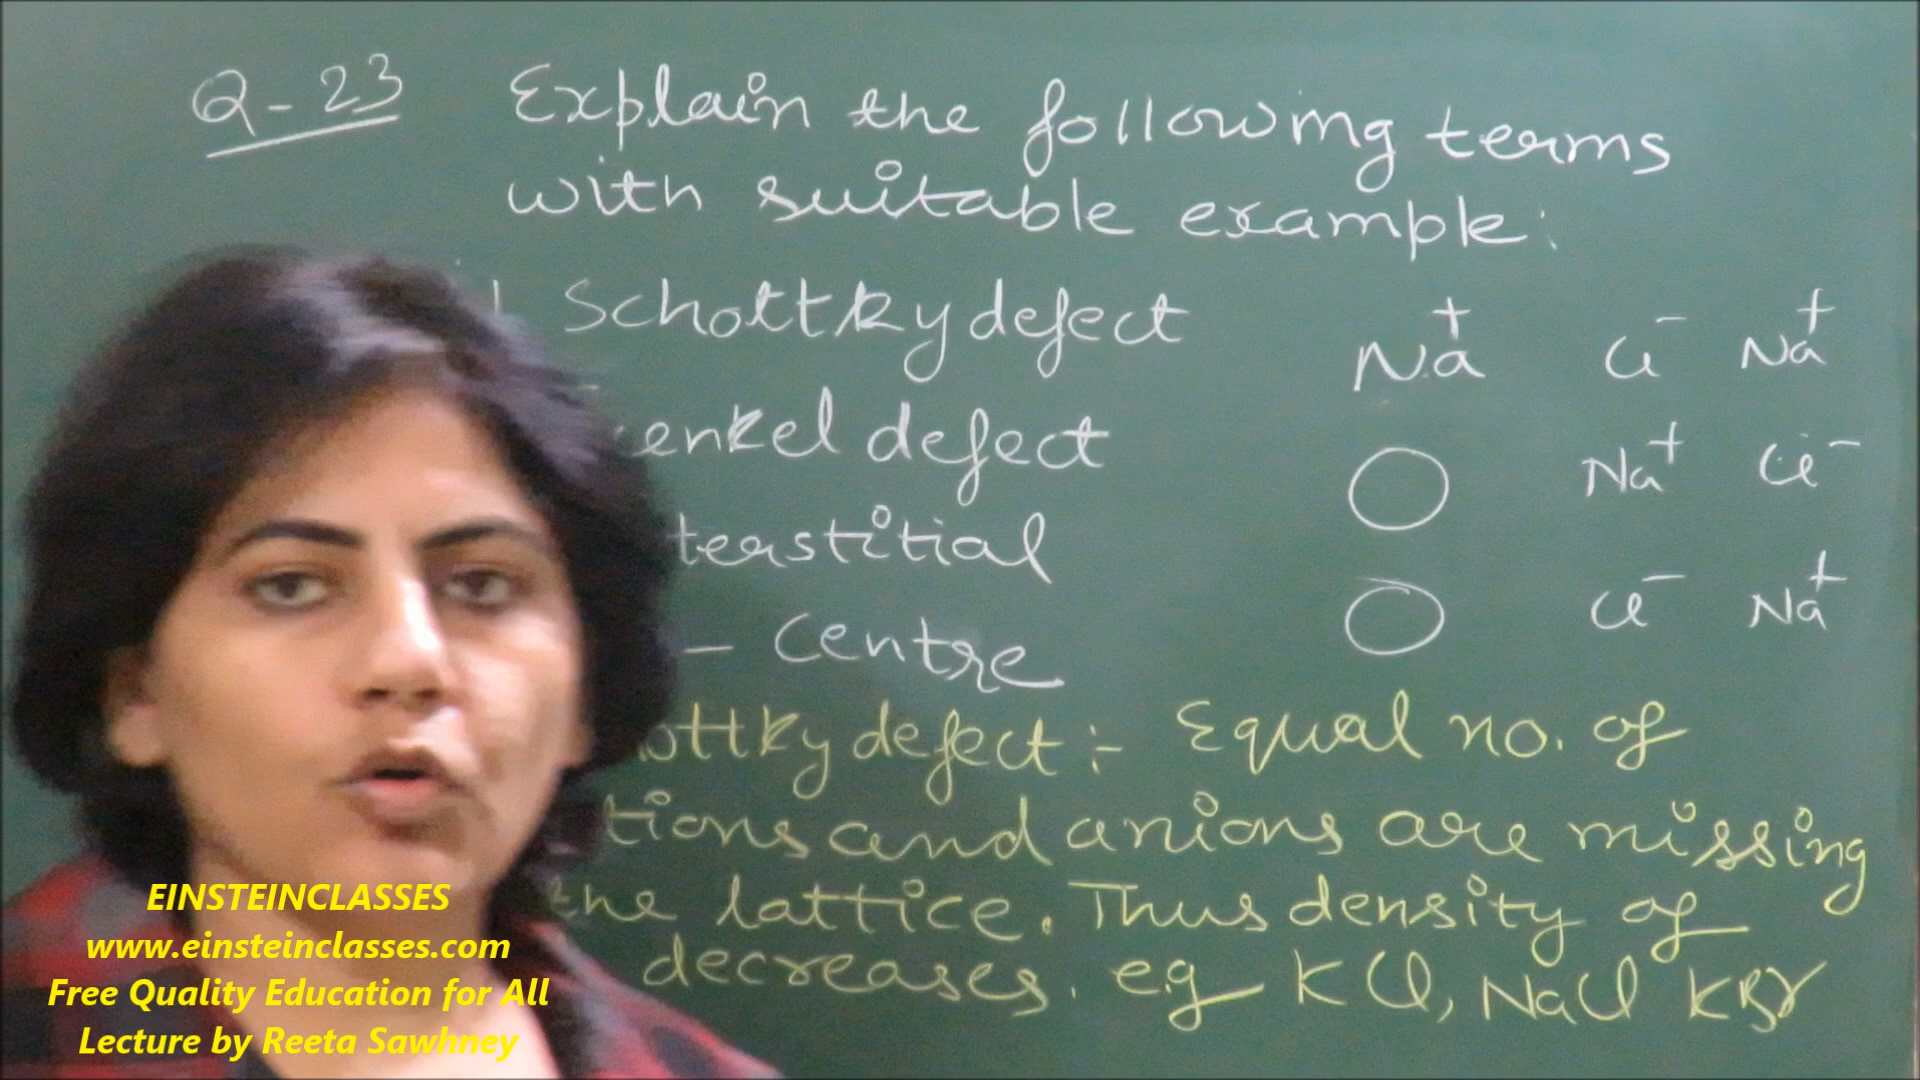 Q-23 Explain the following terms
with suitable example:
Schottky defect
enkel defect
terstitial
- Centre
Na+ Cl- Na+
Na+ Cl-
Cl- Na+
ottky defect :- Equal no. of
tions and anions are missing
the lattice. Thus density of
decreases. eg KCl, NaCl KBr
EINSTEINCLASSES
www.einsteinclasses.com
Free Quality Education for All
Lecture by Reeta Sawhney